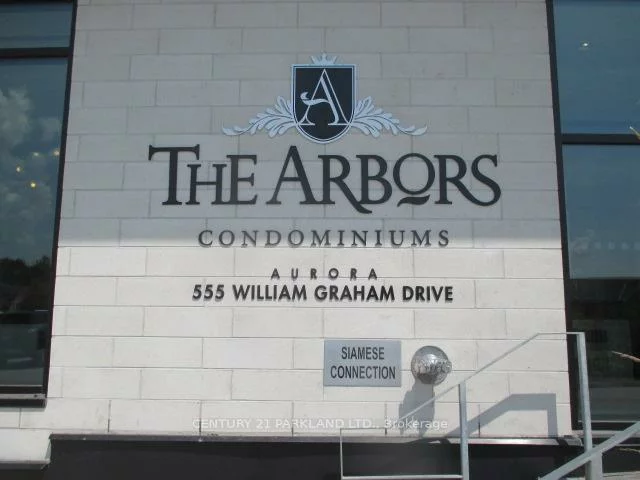 A
THE ARBORS
CONDOMINIUMS
AURORA
555 WILLIAM GRAHAM DRIVE
SIAMESE
CONNECTION
CENTURY 21 PARKLAND LTD., Brokerage